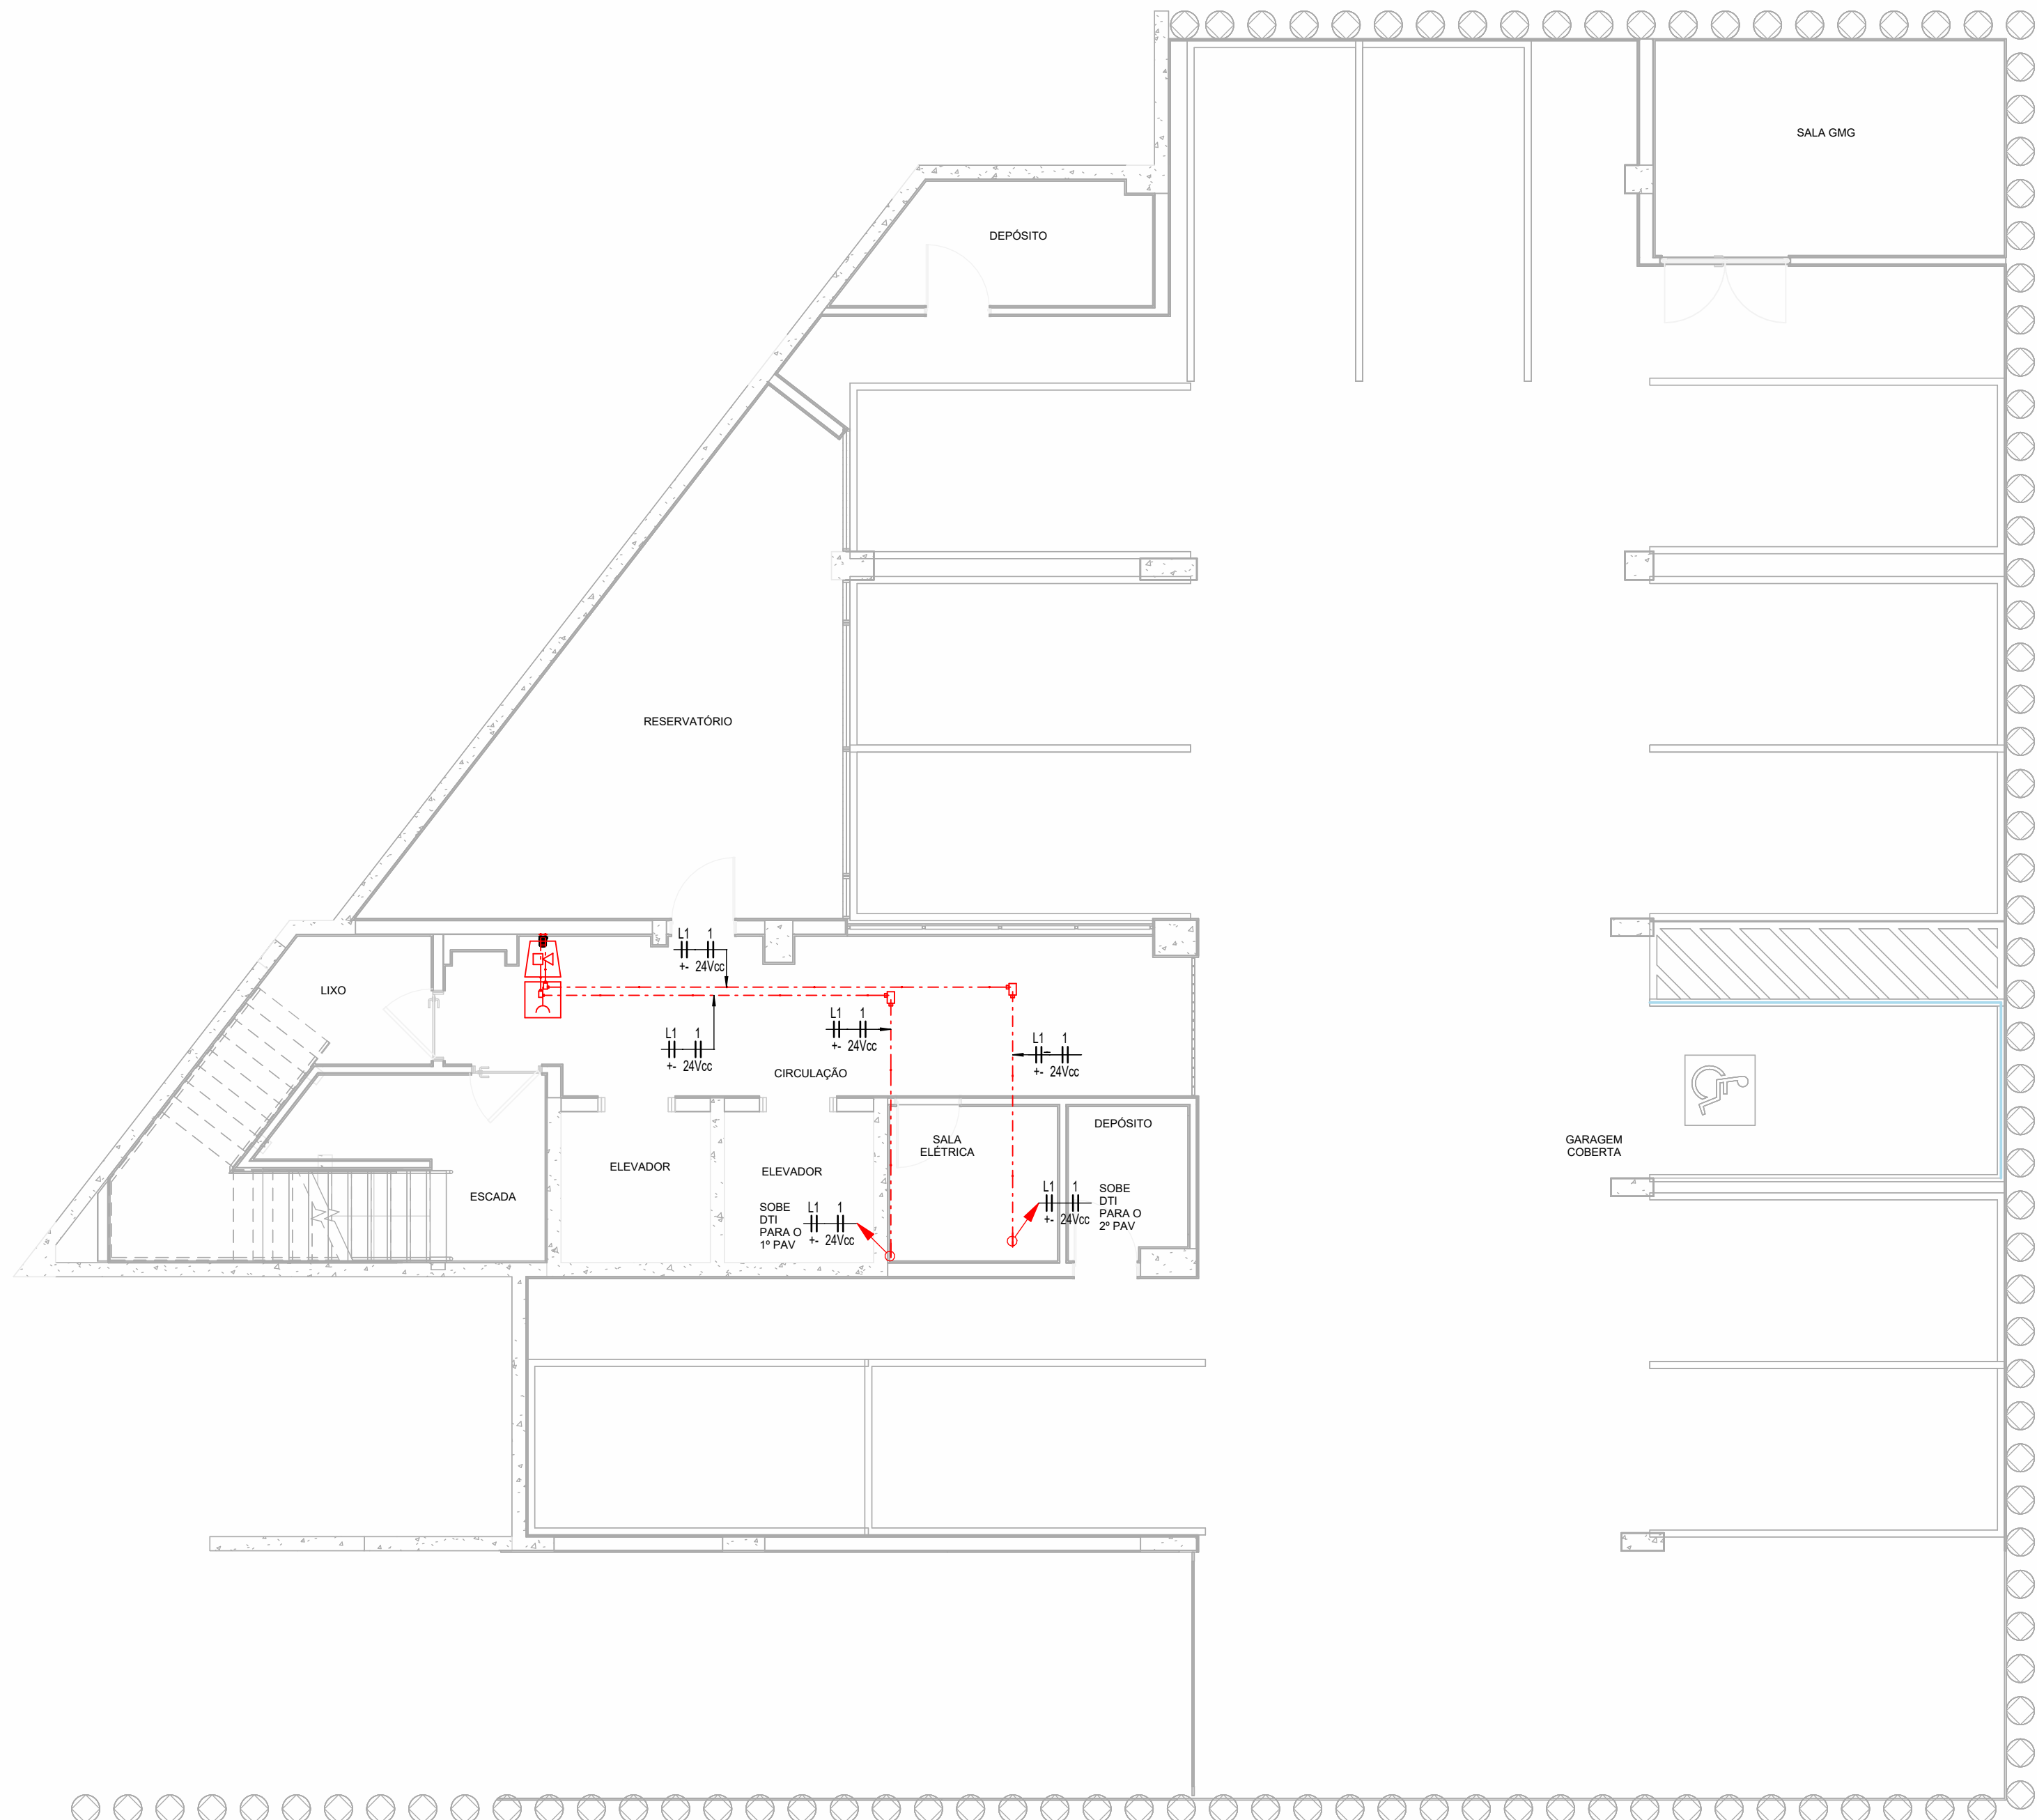 SALA GMG
DEPÓSITO
RESERVATÓRIO
L1 1
+- 24Vcc
LIXO
L1 1
+- 24Vcc
L1 1
+- 24Vcc
L1 1
+- 24Vcc
CIRCULAÇÃO
DEPÓSITO
SALA
ELÉTRICA
GARAGEM
COBERTA
ELEVADOR
ELEVADOR
ESCADA
SOBE
DTI
PARA O
1º PAV
L1 1
+- 24Vcc
L1 1
+- 24Vcc
SOBE
DTI
PARA O
2º PAV